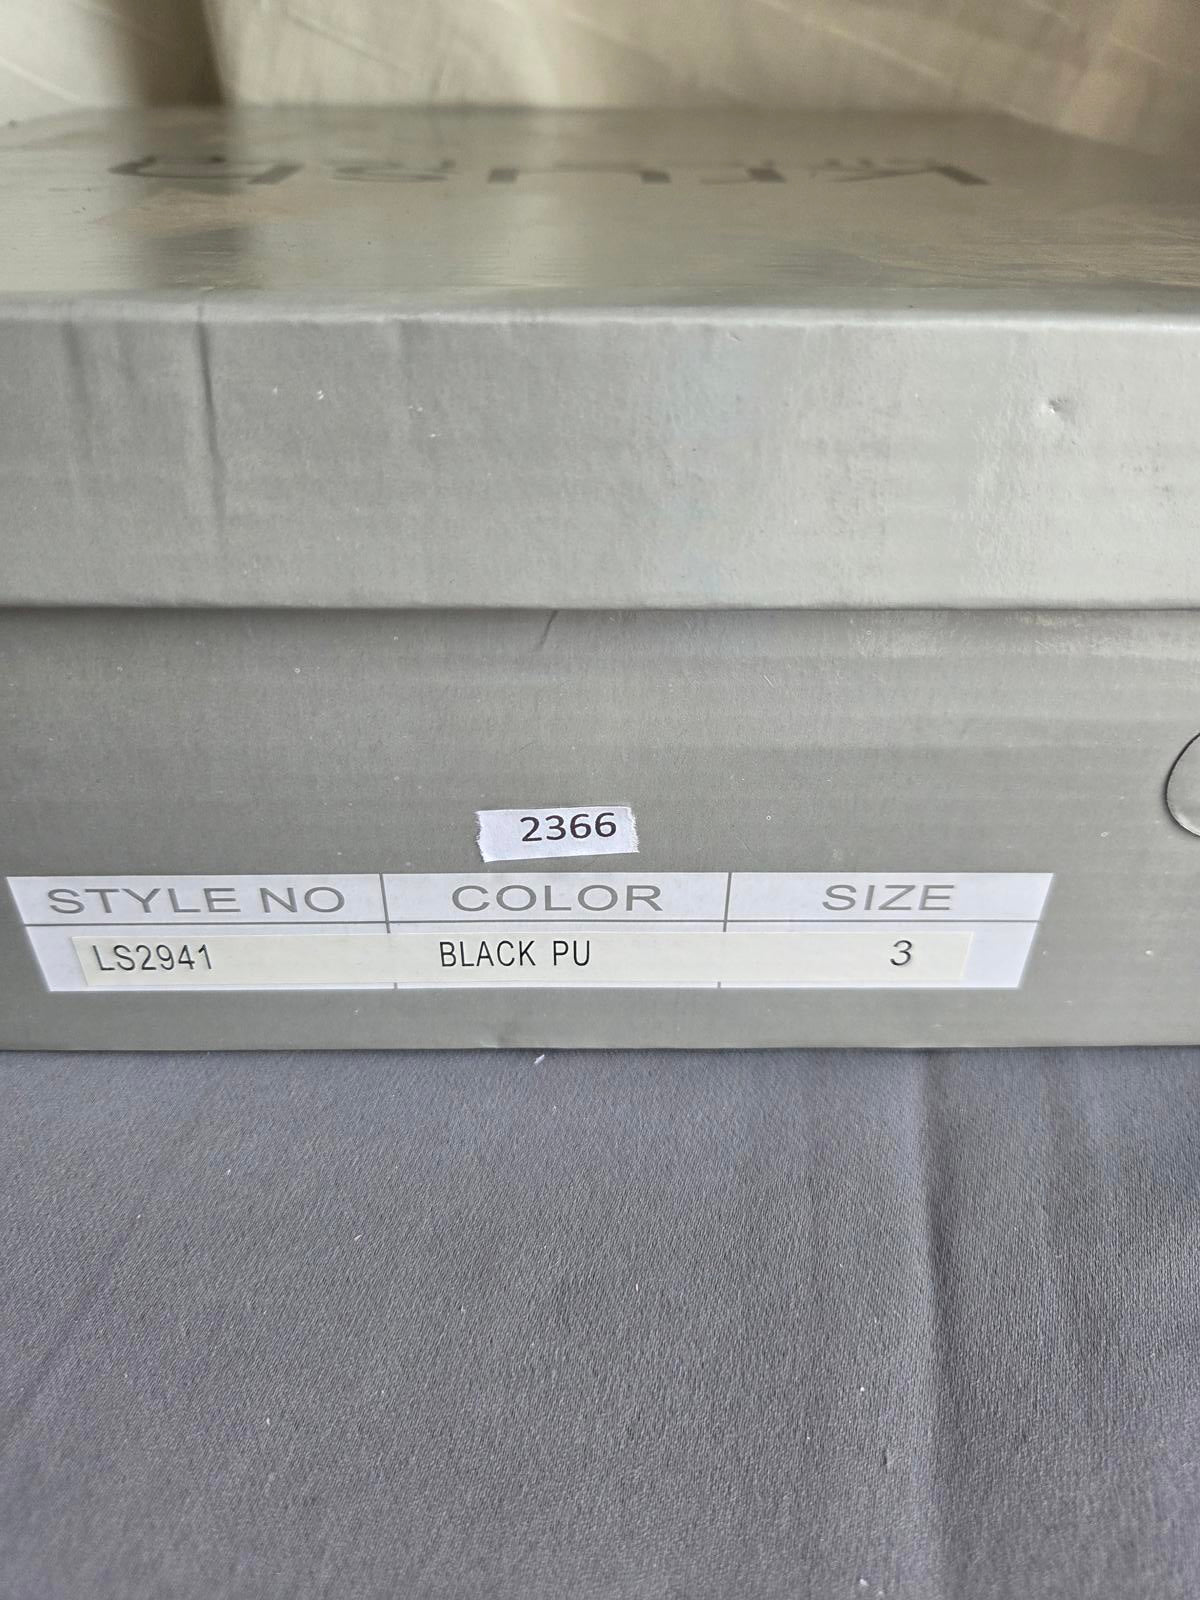 2366
STYLE NO COLOR SIZE
LS2941 BLACK PU 3